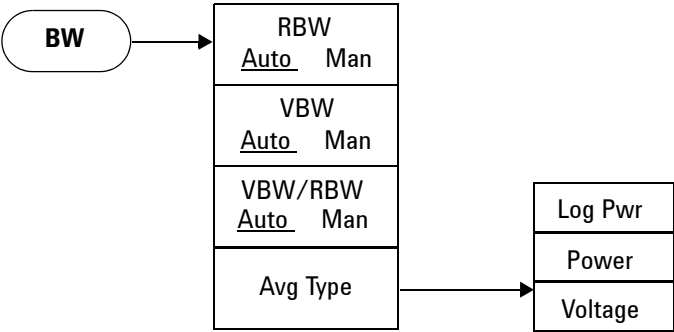 BW
RBW
Auto Man
VBW
Auto Man
VBW/RBW
Auto Man
Avg Type
Log Pwr
Power
Voltage